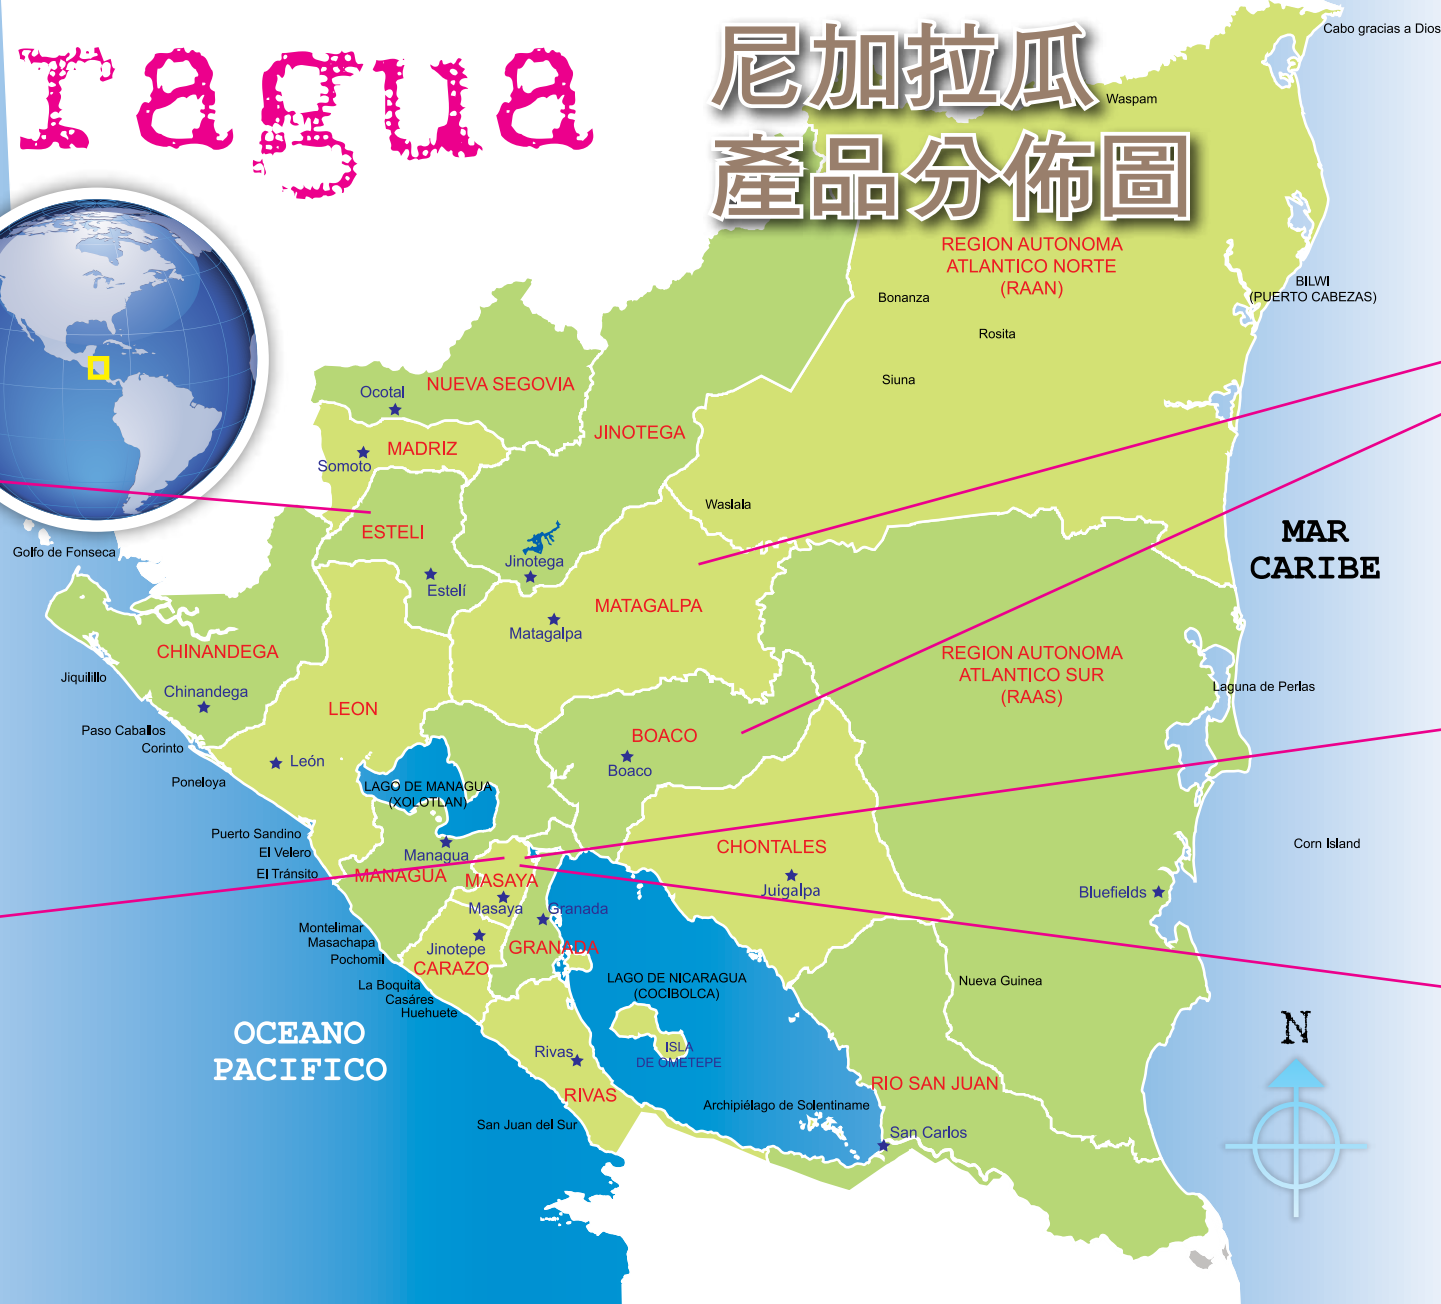 ragua
尼加拉瓜
產品分佈圖
Cabo gracias a Dios
Waspam
REGION AUTONOMA
ATLANTICO NORTE
(RAAN)
BILWI
(PUERTO CABEZAS)
Bonanza
Rosita
Siuna
NUEVA SEGOVIA
Ocotal
JINOTEGA
MADRIZ
Somoto
Waslala
ESTELI
MAR
CARIBE
Golfo de Fonseca
Jinotega
Estelí
MATAGALPA
Matagalpa
CHINANDEGA
REGION AUTONOMA
ATLANTICO SUR
(RAAS)
Jiquilillo
Laguna de Perlas
Chinandega
LEON
Paso Caballos
BOACO
Corinto
León
Boaco
Poneloya
LAGO DE MANAGUA
(XOLOTLAN)
Puerto Sandino
El Velero
Managua
CHONTALES
Corn Island
El Tránsito
MANAGUA
MASAYA
Juigalpa
Bluefields
Masaya
Granada
Montelimar
Masachapa
Jinotepe
GRANADA
Pochomil
CARAZO
LAGO DE NICARAGUA
(COCIBOLCA)
Nueva Guinea
La Boquita
Casáres
Huehuete
OCEANO
PACIFICO
N
Rivas
ISLA
DE OMETEPE
RIO SAN JUAN
RIVAS
Archipiélago de Solentiname
San Juan del Sur
San Carlos